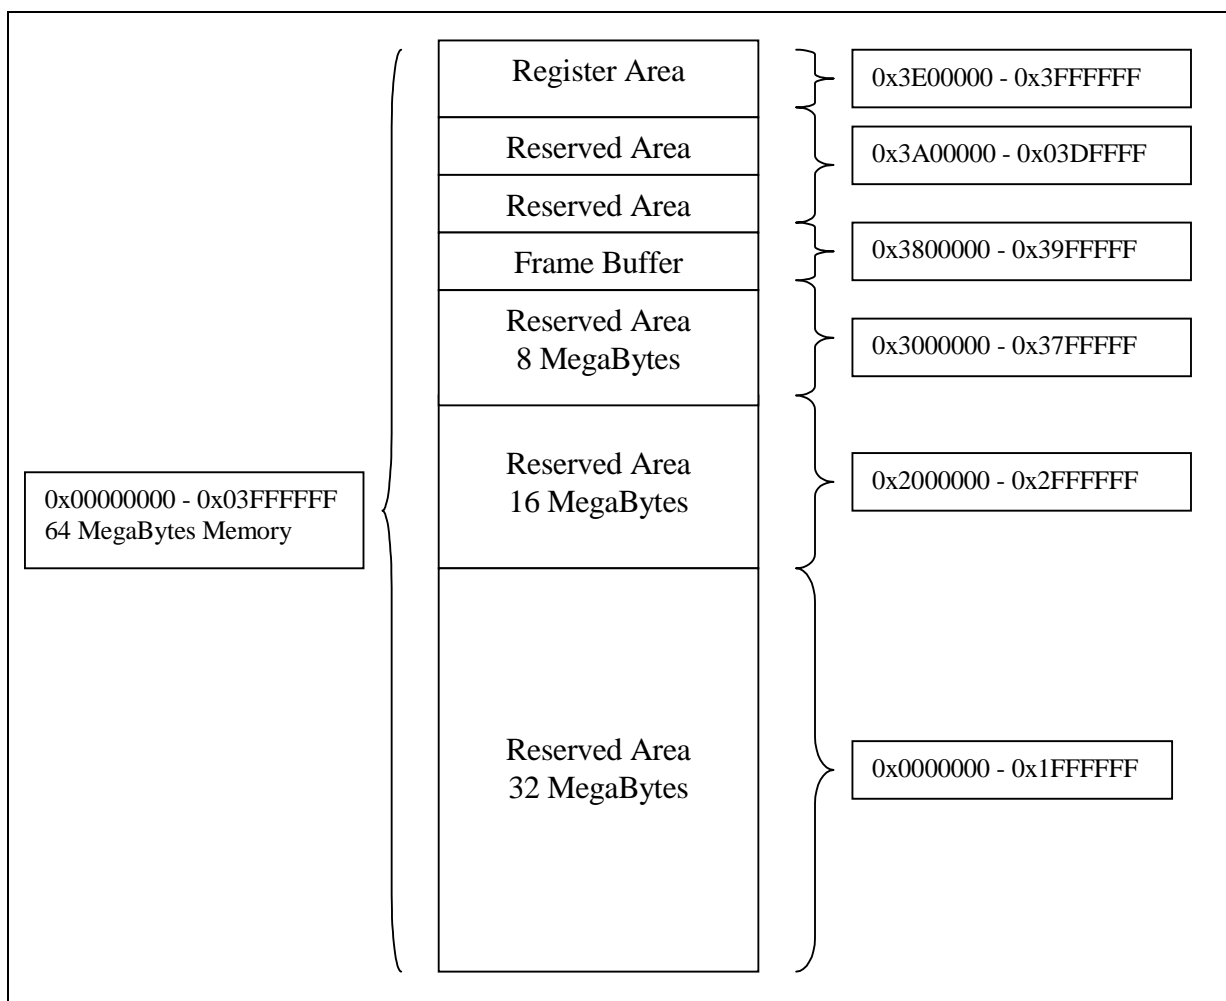 Register Area
0x3E00000 - 0x3FFFFFF
Reserved Area
0x3A00000 - 0x03DFFFF
Reserved Area
Frame Buffer
0x3800000 - 0x39FFFFF
Reserved Area
8 MegaBytes
0x3000000 - 0x37FFFFF
Reserved Area
16 MegaBytes
0x2000000 - 0x2FFFFFF
0x00000000 - 0x03FFFFFF
64 MegaBytes Memory
Reserved Area
32 MegaBytes
0x0000000 - 0x1FFFFFF